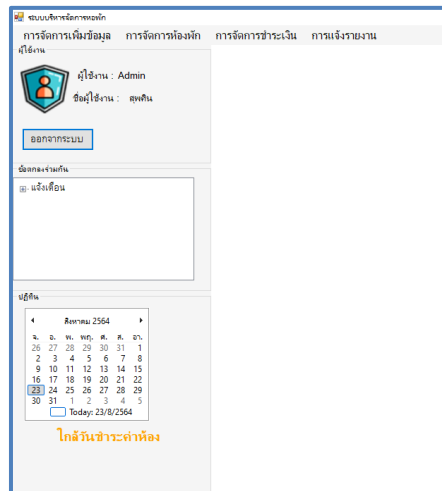 ระบบบริหารจัดการหอพัก
การจัดการเพิ่มข้อมูล การจัดการห้องพัก การจัดการชำระเงิน การแจ้งรายงาน
ผู้ใช้งาน
ผู้ใช้งาน : Admin
ชื่อผู้ใช้งาน : สุพศิน
ออกจากระบบ
ข้อตกลงร่วมกัน
แจ้งเตือน
ปฏิทิน
สิงหาคม 2564
จ. อ. พ. พฤ. ศ. ส. อา.
26 27 28 29 30 31 1
2 3 4 5 6 7 8
9 10 11 12 13 14 15
16 17 18 19 20 21 22
23 24 25 26 27 28 29
30 31 1 2 3 4 5
Today: 23/8/2564
ใกล้วันชำระค่าห้อง